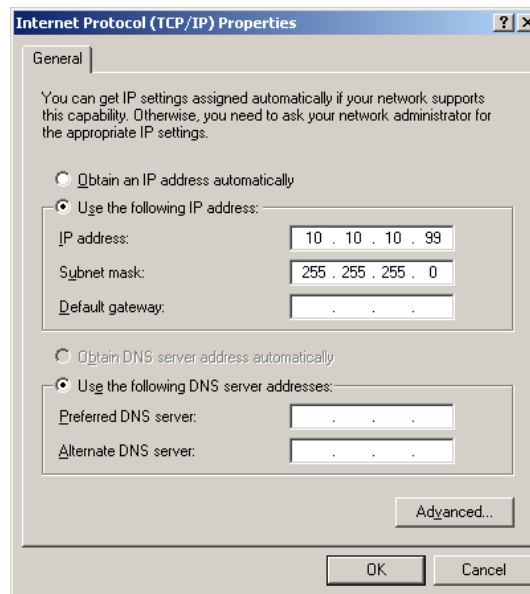 Internet Protocol (TCP/IP) Properties
General
You can get IP settings assigned automatically if your network supports
this capability. Otherwise, you need to ask your network administrator for
the appropriate IP settings.
Obtain an IP address automatically
Use the following IP address:
IP address: 10 . 10 . 10 . 99
Subnet mask: 255 . 255 . 255 . 0
Default gateway: . . .
Obtain DNS server address automatically
Use the following DNS server addresses:
Preferred DNS server: . . .
Alternate DNS server: . . .
Advanced...
OK Cancel